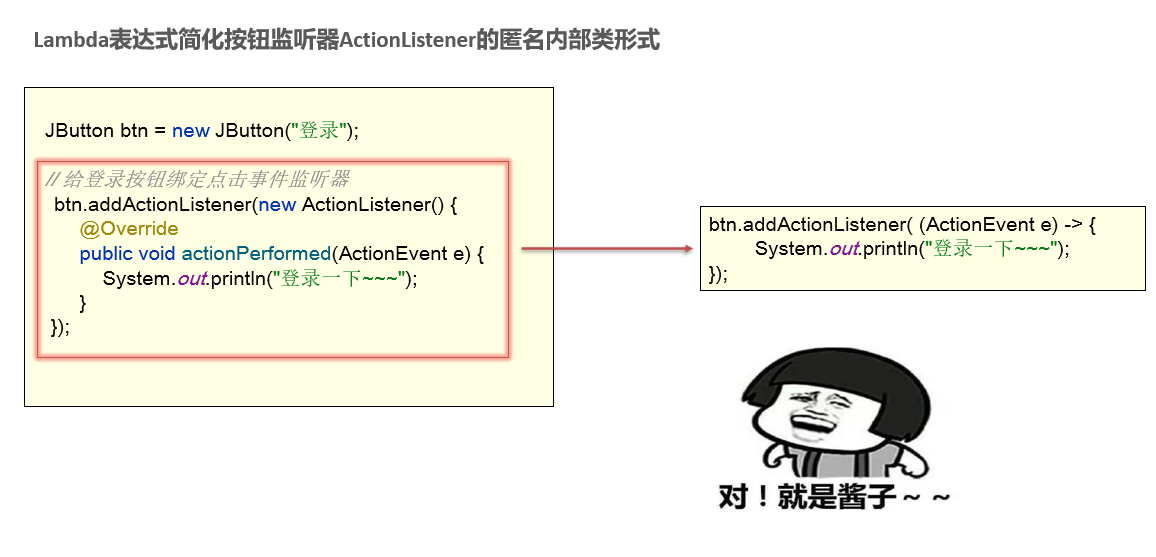 Lambda表达式简化按钮监听器ActionListener的匿名内部类形式
JButton btn = new JButton("登录");
// 给登录按钮绑定点击事件监听器
btn.addActionListener(new ActionListener() {
@Override
public void actionPerformed(ActionEvent e) {
System.out.println("登录一下~~~");
}
});
btn.addActionListener( (ActionEvent e) -> {
System.out.println("登录一下~~~");
});
对！就是酱子～～